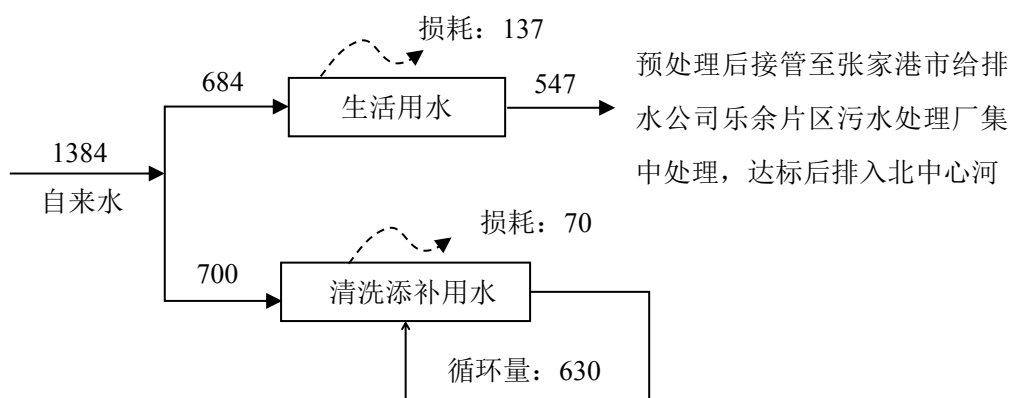 损耗：137
684
生活用水
547
预处理后接管至张家港市给排
水公司乐余片区污水处理厂集
中处理，达标后排入北中心河
1384
自来水
损耗：70
700
清洗添补用水
循环量：630